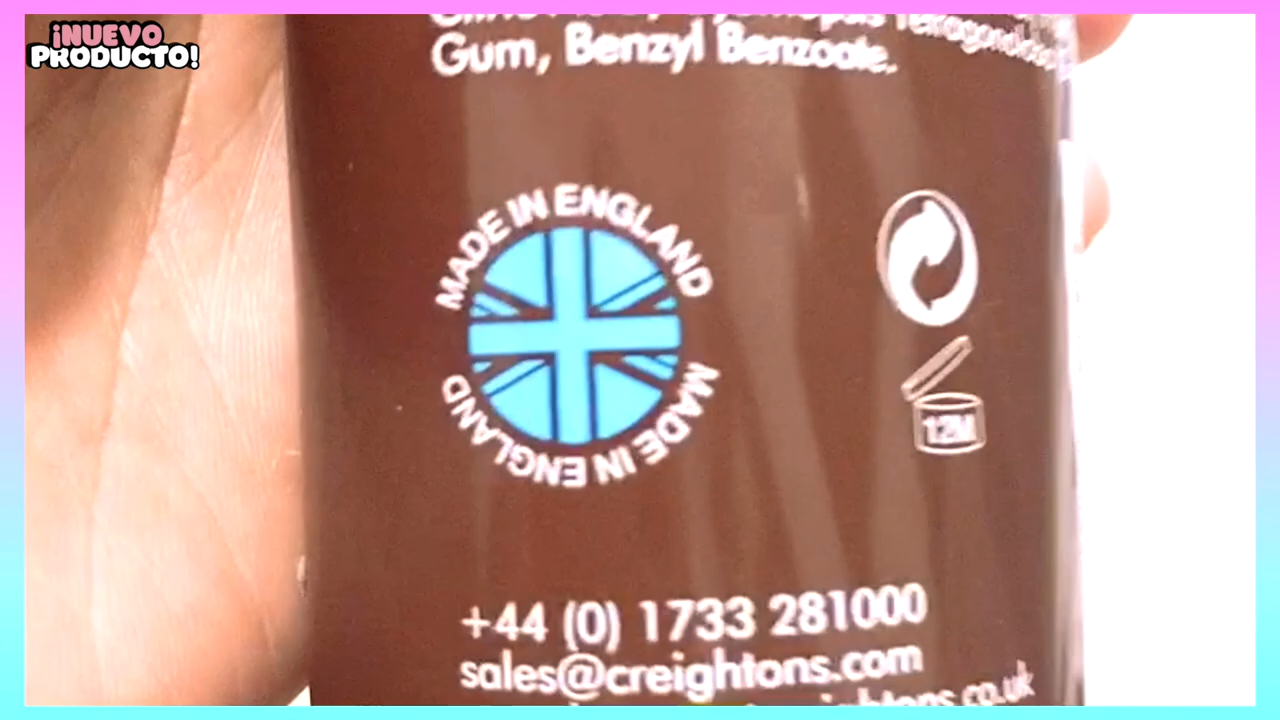 ¡NUEVO
PRODUCTO!
Gum, Benzyl Benzoate.
MADE IN ENGLAND
MADE IN ENGLAND
12M
+44 (0) 1733 281000
sales@creightons.com